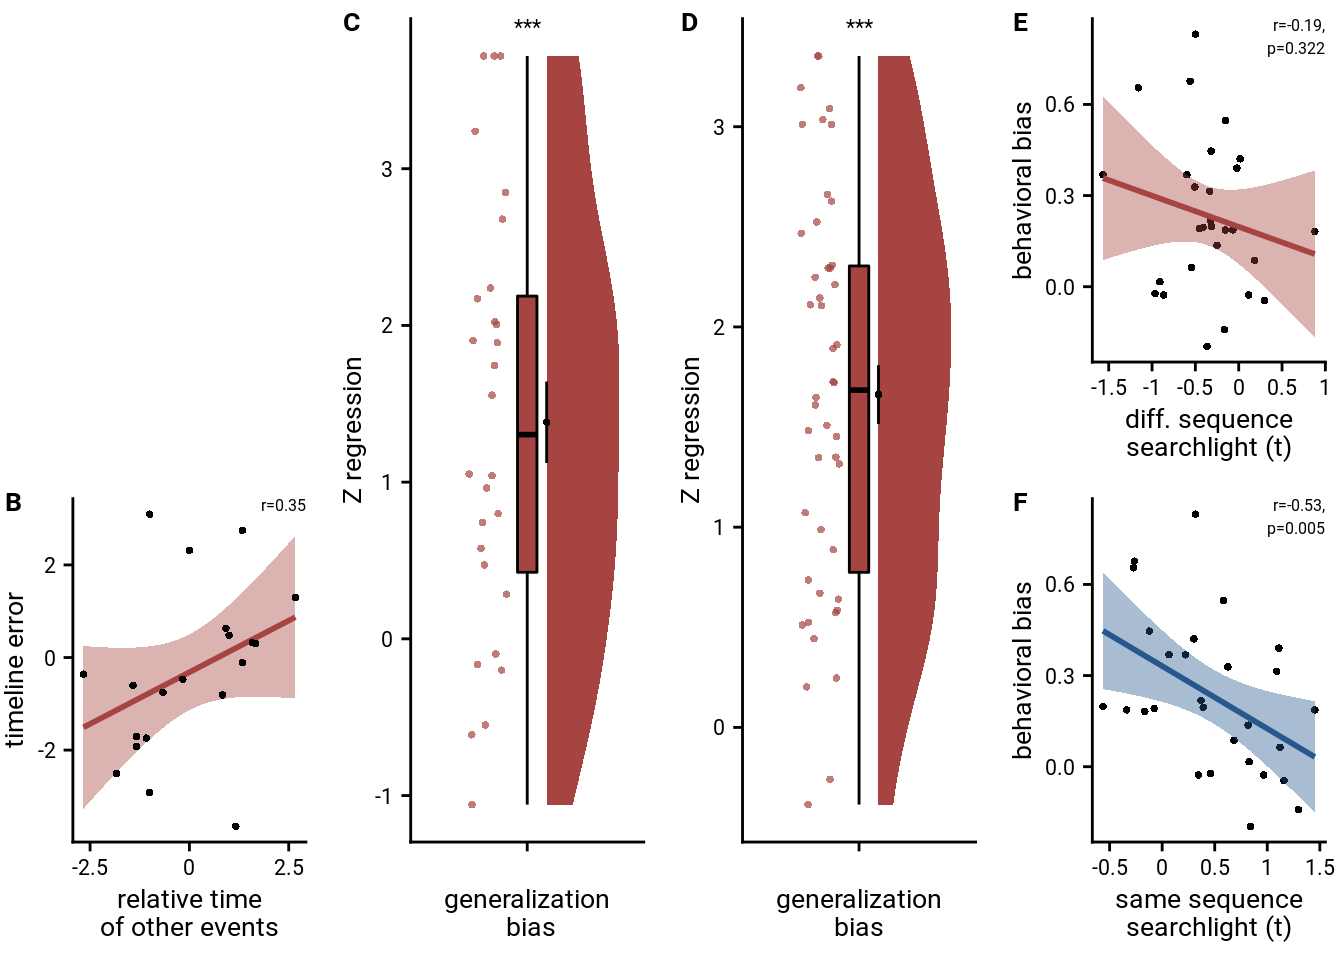 B
r=0.35
timeline error
2
0
-2
-2.5 0 2.5
relative time
of other events
C
***
Z regression
3
2
1
0
-1
generalization
bias
D
***
Z regression
3
2
1
0
generalization
bias
E
r=-0.19,
p=0.322
behavioral bias
0.6
0.3
0.0
-1.5 -1 -0.5 0 0.5 1
diff. sequence
searchlight (t)
F
r=-0.53,
p=0.005
behavioral bias
0.6
0.3
0.0
-0.5 0 0.5 1 1.5
same sequence
searchlight (t)